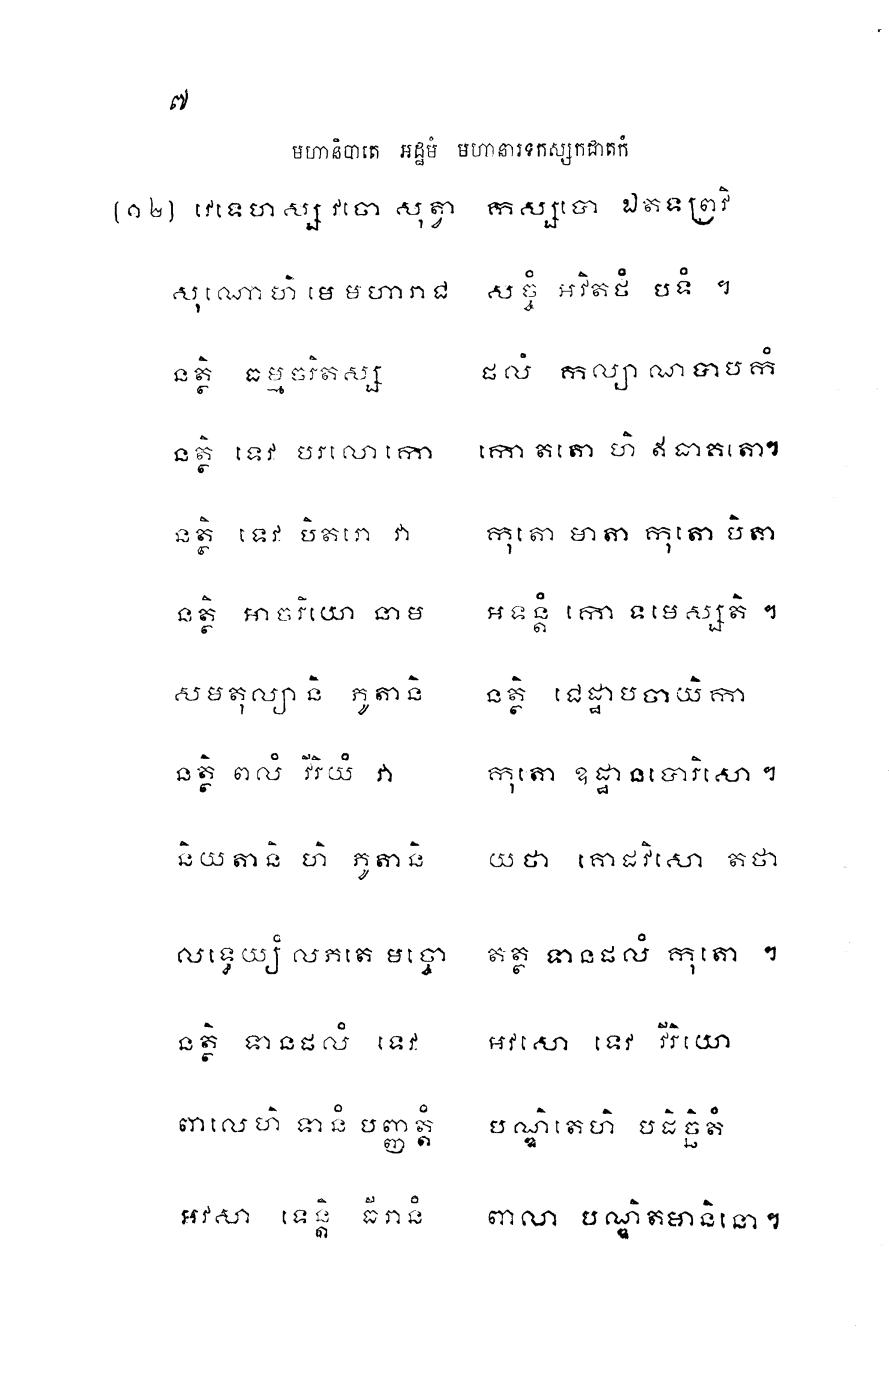 ៧
មហានិបាតេ អដ្ឋមំ មហានារទកស្សកជាតកំ
(១២) វេទេហស្ស វចោ សុត្វា កស្សបោ ឯតទព្រវិ
សុណោហិ មេ មហារាជ សច្ចំ អវិតថំ បទំ ។
នត្ថិ ធម្មចរិតស្ស ផលំ កល្យាណបាបកំ
នត្ថិ ទេវ បរលោកោ កោ តតោ ហិ ឥធាគតោ។
នត្ថិ ទេវ បិតរោ វា កុតោ មាតា កុតោ បិតា
នត្ថិ អាចរិយោ នាម អទន្តំ កោ ទមេស្សតិ ។
សមតុល្យានិ ភូតានិ នត្ថិ ជេដ្ឋាបចាយិកា
នត្ថិ ពលំ វីរិយំ វា កុតោ ឧដ្ឋានបោរិសោ ។
និយតានិ ហិ ភូតានិ យថា គោដវិសោ តថា
លទ្ធេយ្យំ លភតេ មច្ចោ តត្ថ ទានផលំ កុតោ ។
នត្ថិ ទានផលំ ទេវ អវសោ ទេវ វីរិយោ
ពាលេហិ ទានំ បញ្ញត្តំ បណ្ឌិតេហិ បដិច្ឆិតំ
អវសា ទេន្តិ ធីរានំ ពាលា បណ្ឌិតមានិនោ ។